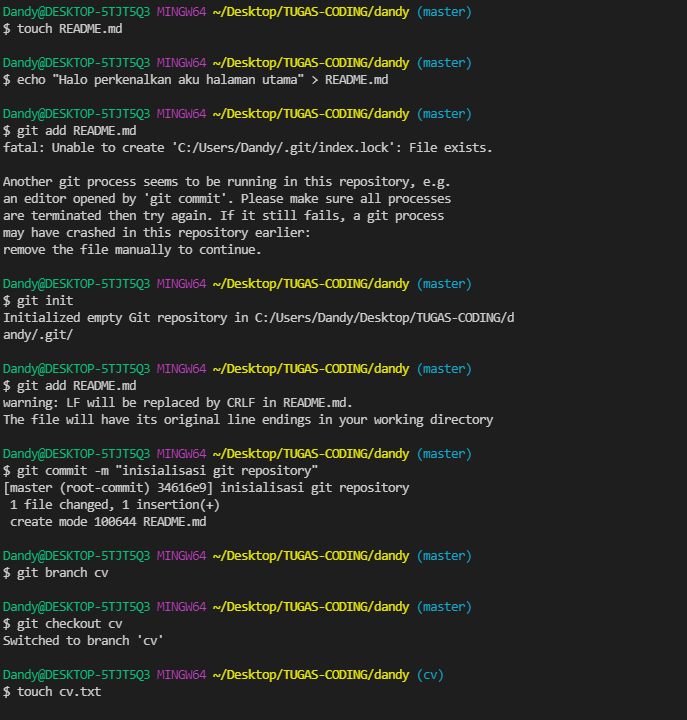 Dandy@DESKTOP-5TJT5Q3 MINGW64 ~/Desktop/TUGAS-CODING/dandy (master)
$ touch README.md
Dandy@DESKTOP-5TJT5Q3 MINGW64 ~/Desktop/TUGAS-CODING/dandy (master)
$ echo "Halo perkenalkan aku halaman utama" > README.md
Dandy@DESKTOP-5TJT5Q3 MINGW64 ~/Desktop/TUGAS-CODING/dandy (master)
$ git add README.md
fatal: Unable to create 'C:/Users/Dandy/.git/index.lock': File exists.
Another git process seems to be running in this repository, e.g.
an editor opened by 'git commit'. Please make sure all processes
are terminated then try again. If it still fails, a git process
may have crashed in this repository earlier:
remove the file manually to continue.
Dandy@DESKTOP-5TJT5Q3 MINGW64 ~/Desktop/TUGAS-CODING/dandy (master)
$ git init
Initialized empty Git repository in C:/Users/Dandy/Desktop/TUGAS-CODING/d
andy/.git/
Dandy@DESKTOP-5TJT5Q3 MINGW64 ~/Desktop/TUGAS-CODING/dandy (master)
$ git add README.md
warning: LF will be replaced by CRLF in README.md.
The file will have its original line endings in your working directory
Dandy@DESKTOP-5TJT5Q3 MINGW64 ~/Desktop/TUGAS-CODING/dandy (master)
$ git commit -m "inisialisasi git repository"
[master (root-commit) 34616e9] inisialisasi git repository
1 file changed, 1 insertion(+)
create mode 100644 README.md
Dandy@DESKTOP-5TJT5Q3 MINGW64 ~/Desktop/TUGAS-CODING/dandy (master)
$ git branch cv
Dandy@DESKTOP-5TJT5Q3 MINGW64 ~/Desktop/TUGAS-CODING/dandy (master)
$ git checkout cv
Switched to branch 'cv'
Dandy@DESKTOP-5TJT5Q3 MINGW64 ~/Desktop/TUGAS-CODING/dandy (cv)
$ touch cv.txt